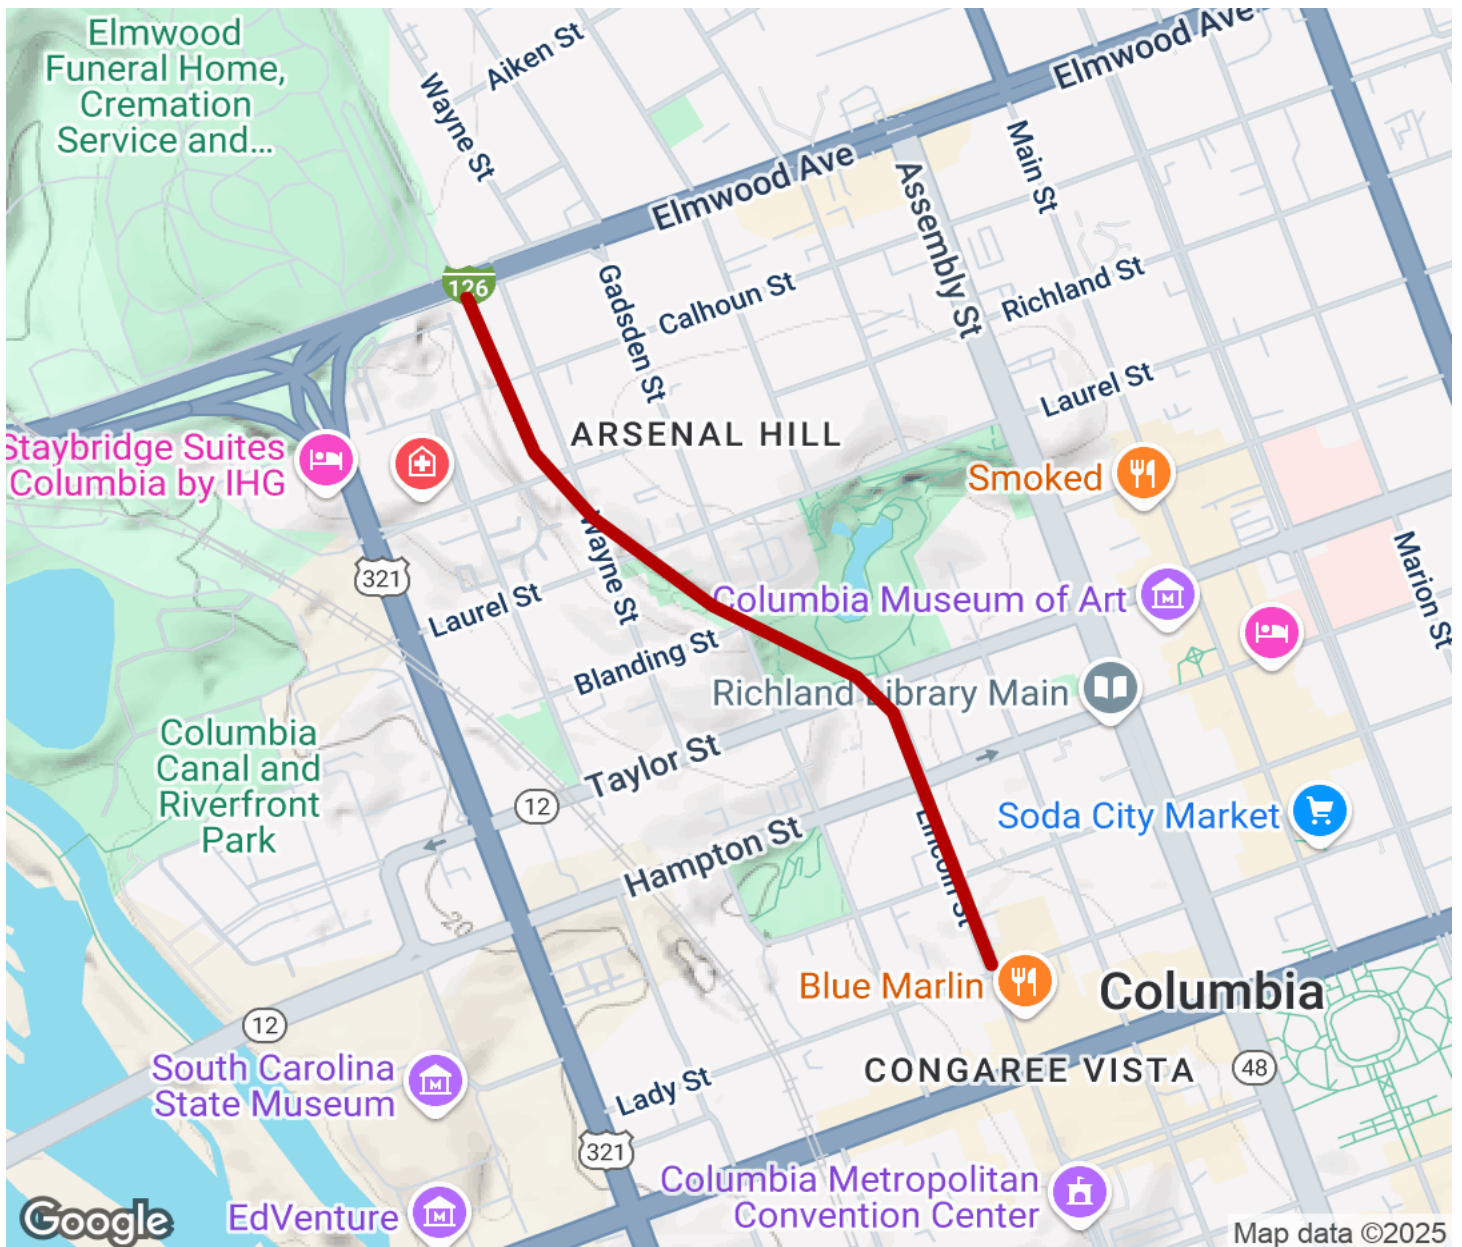 Elmwood
Funeral Home,
Cremation
Service and...
Aiken St
Wayne St
Elmwood Ave
Elmwood Ave
Main St
Assembly St
126
Gadsden St
Calhoun St
Richland St
Laurel St
ARSENAL HILL
Staybridge Suites
Columbia by IHG
Smoked
321
Wayne St
Laurel St
Columbia Museum of Art
Marion St
Blanding St
Richland Library Main
Columbia
Canal and
Riverfront
Park
Taylor St
12
Soda City Market
Hampton St
Lincoln St
20
Blue Marlin
Columbia
12
South Carolina
State Museum
CONGAREE VISTA
48
Lady St
321
Columbia Metropolitan
Convention Center
EdVenture
Google
Map data ©2025